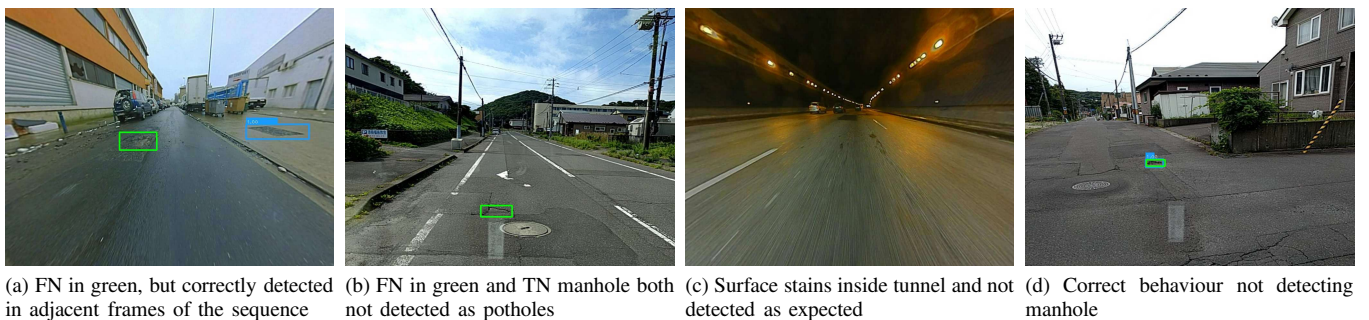 (a) FN in green, but correctly detected
in adjacent frames of the sequence
(b) FN in green and TN manhole both
not detected as potholes
(c) Surface stains inside tunnel and not
detected as expected
(d) Correct behaviour not detecting
manhole